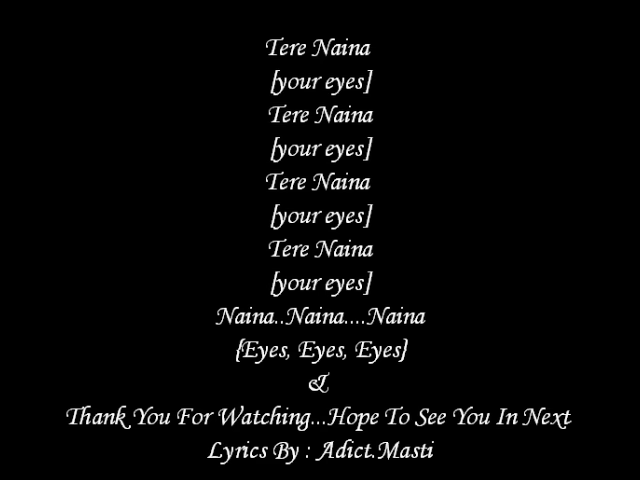 Tere Naina
[your eyes]
Tere Naina
[your eyes]
Tere Naina
[your eyes]
Tere Naina
[your eyes]
Naina..Naina....Naina
{Eyes, Eyes, Eyes}
&
Thank You For Watching...Hope To See You In Next
Lyrics By : Adict.Masti